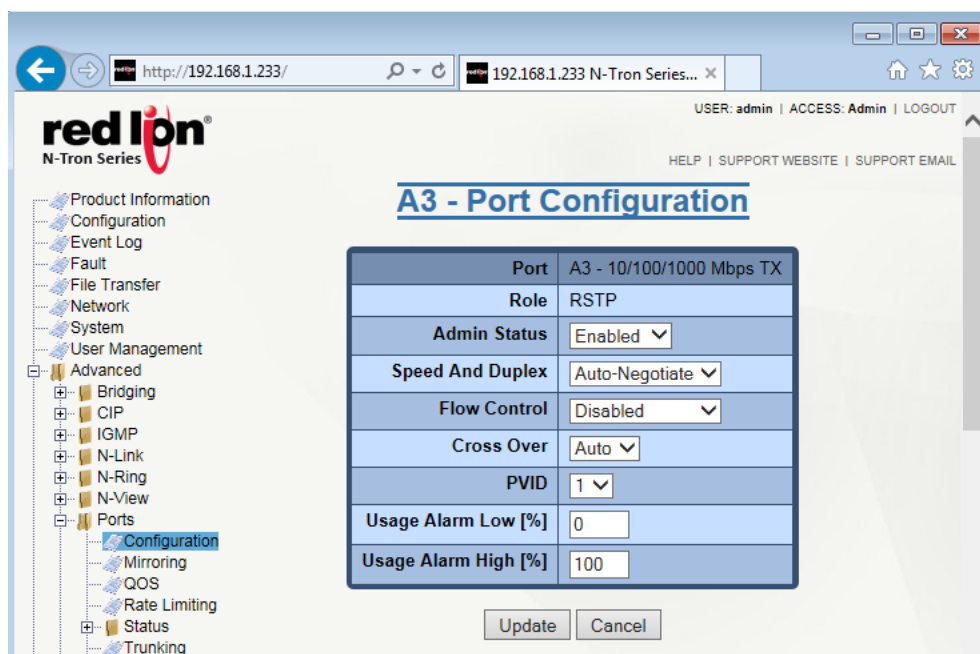 http://192.168.1.233/
192.168.1.233 N-Tron Series...
USER: admin | ACCESS: Admin | LOGOUT
red lion®
N-Tron Series
HELP | SUPPORT WEBSITE | SUPPORT EMAIL
Product Information
Configuration
Event Log
Fault
File Transfer
Network
System
User Management
Advanced
Bridging
CIP
IGMP
N-Link
N-Ring
N-View
Ports
Configuration
Mirroring
QOS
Rate Limiting
Status
Trunking
A3 - Port Configuration
Port A3 - 10/100/1000 Mbps TX
Role RSTP
Admin Status Enabled
Speed And Duplex Auto-Negotiate
Flow Control Disabled
Cross Over Auto
PVID 1
Usage Alarm Low [%] 0
Usage Alarm High [%] 100
Update Cancel